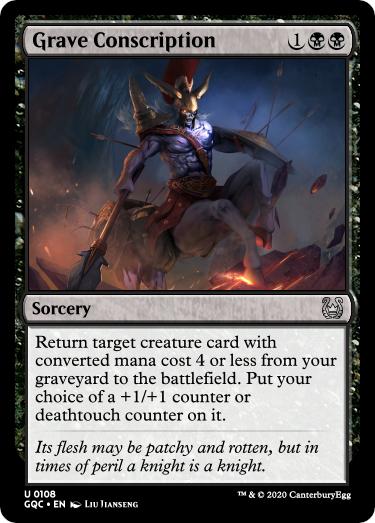 Grave Conscription 1
Sorcery
Return target creature card with
converted mana cost 4 or less from your
graveyard to the battlefield. Put your
choice of a +1/+1 counter or
deathtouch counter on it.
Its flesh may be patchy and rotten, but in
times of peril a knight is a knight.
U 0108
GQC • EN Liu Jianseng
™ & © 2020 CanterburyEgg